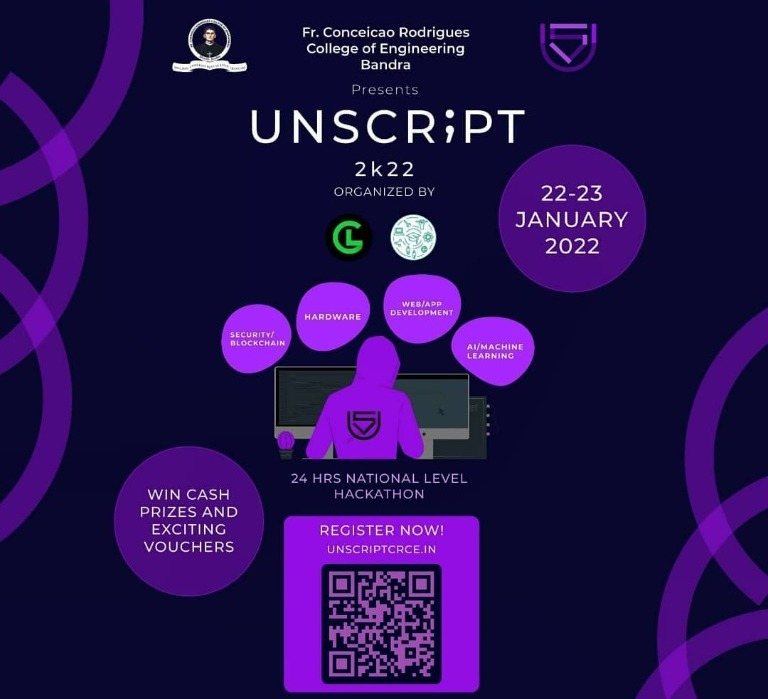 Fr. Conceicao Rodrigues
College of Engineering
Bandra
Presents
UNSCR;PT
2k22
ORGANIZED BY
22-23
JANUARY
2022
SECURITY/
BLOCKCHAIN
HARDWARE
WEB/APP
DEVELOPMENT
AI/MACHINE
LEARNING
24 HRS NATIONAL LEVEL
HACKATHON
WIN CASH
PRIZES AND
EXCITING
VOUCHERS
REGISTER NOW!
UNSCRIPTCRCE.IN